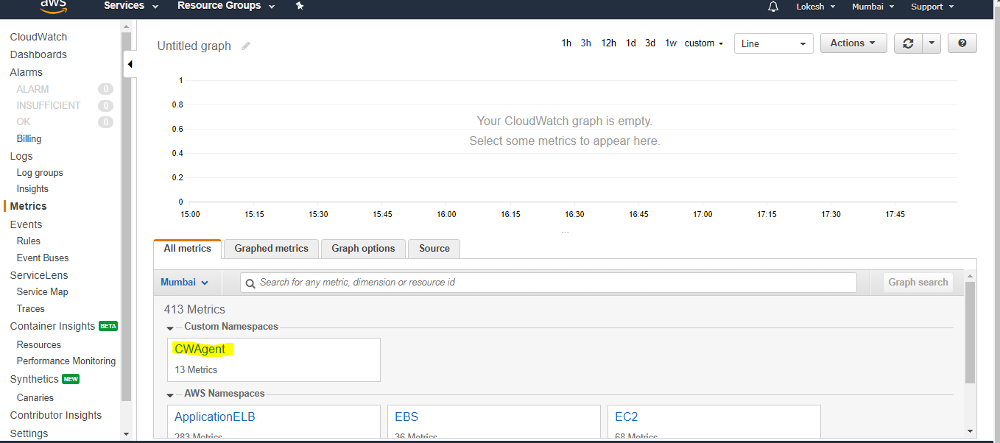 aws Services Resource Groups Lokesh Mumbai Support
CloudWatch
Dashboards
Alarms
ALARM 0
INSUFFICIENT 0
OK 0
Billing
Logs
Log groups
Insights
Metrics
Events
Rules
Event Buses
ServiceLens
Service Map
Traces
Container Insights BETA
Resources
Performance Monitoring
Synthetics NEW
Canaries
Contributor Insights
Settings
Untitled graph
1h 3h 12h 1d 3d 1w custom Line Actions
1
0.8
0.6
0.4
0.2
0
Your CloudWatch graph is empty.
Select some metrics to appear here.
15:00 15:15 15:30 15:45 16:00 16:15 16:30 16:45 17:00 17:15 17:30 17:45
...
All metrics Graphed metrics Graph options Source
Mumbai Search for any metric, dimension or resource id Graph search
413 Metrics
Custom Namespaces
CWAgent
13 Metrics
AWS Namespaces
ApplicationELB EBS EC2
283 Metrics 36 Metrics 68 Metrics